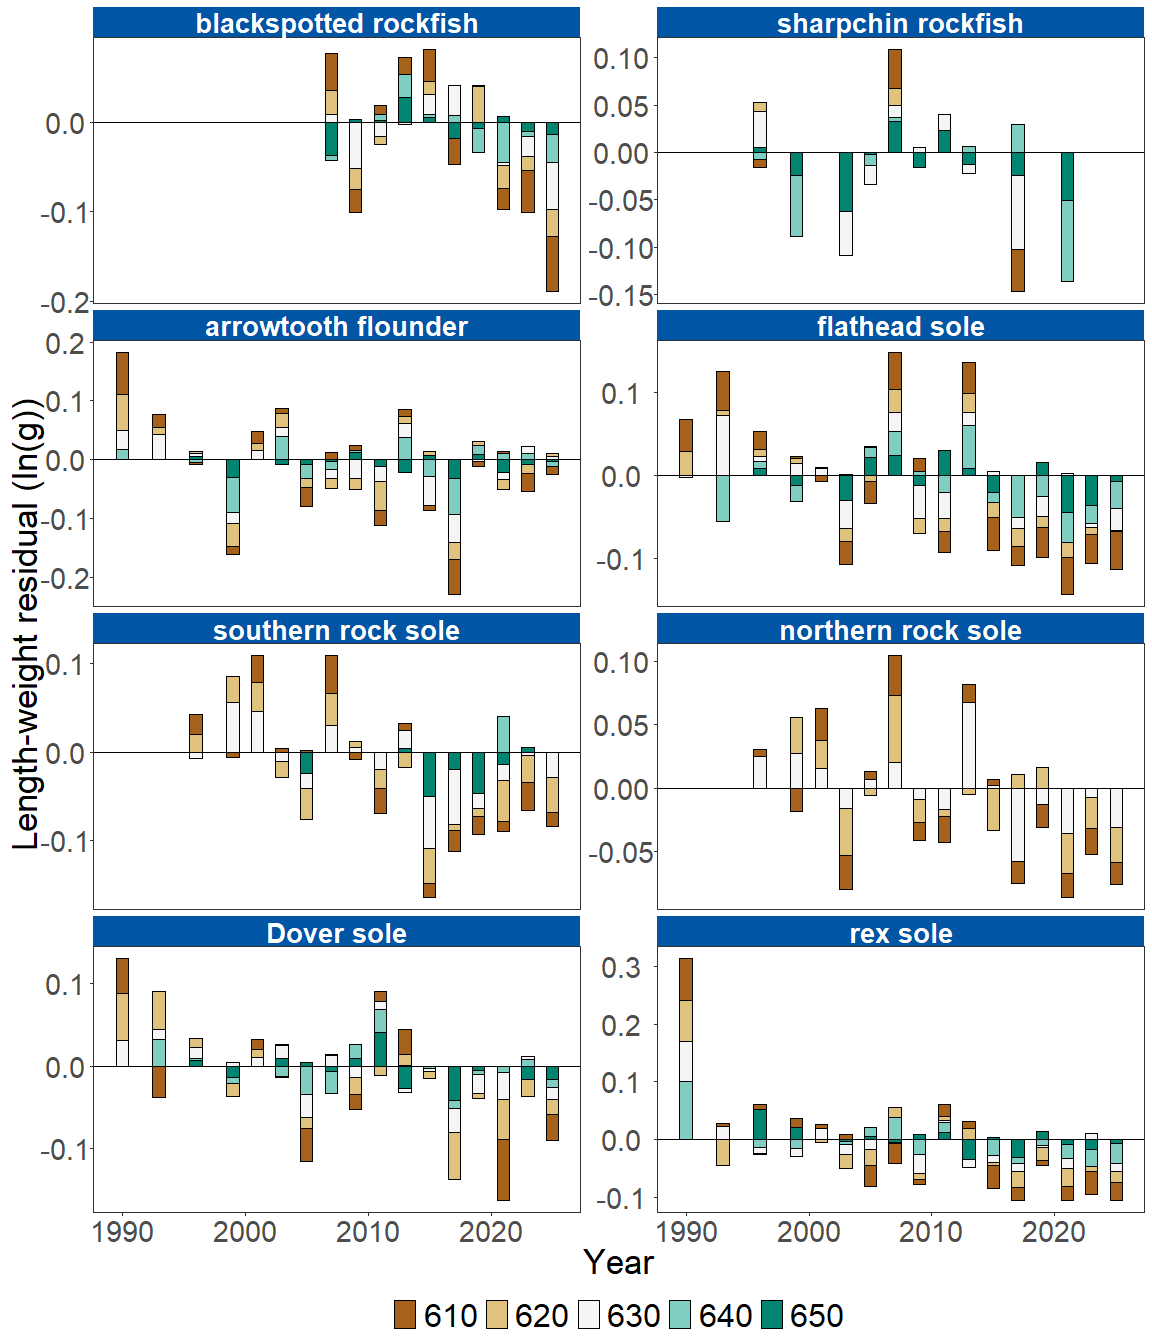 blackspotted rockfish
sharpchin rockfish
0.0
-0.1
-0.2
0.10
0.05
0.00
-0.05
-0.10
-0.15
arrowtooth flounder
flathead sole
0.2
0.1
0.0
-0.1
-0.2
0.1
0.0
-0.1
southern rock sole
northern rock sole
0.1
0.0
-0.1
0.10
0.05
0.00
-0.05
Dover sole
rex sole
0.1
0.0
-0.1
0.3
0.2
0.1
0.0
-0.1
1990 2000 2010 2020
1990 2000 2010 2020
Length-weight residual (ln(g))
Year
610 620 630 640 650